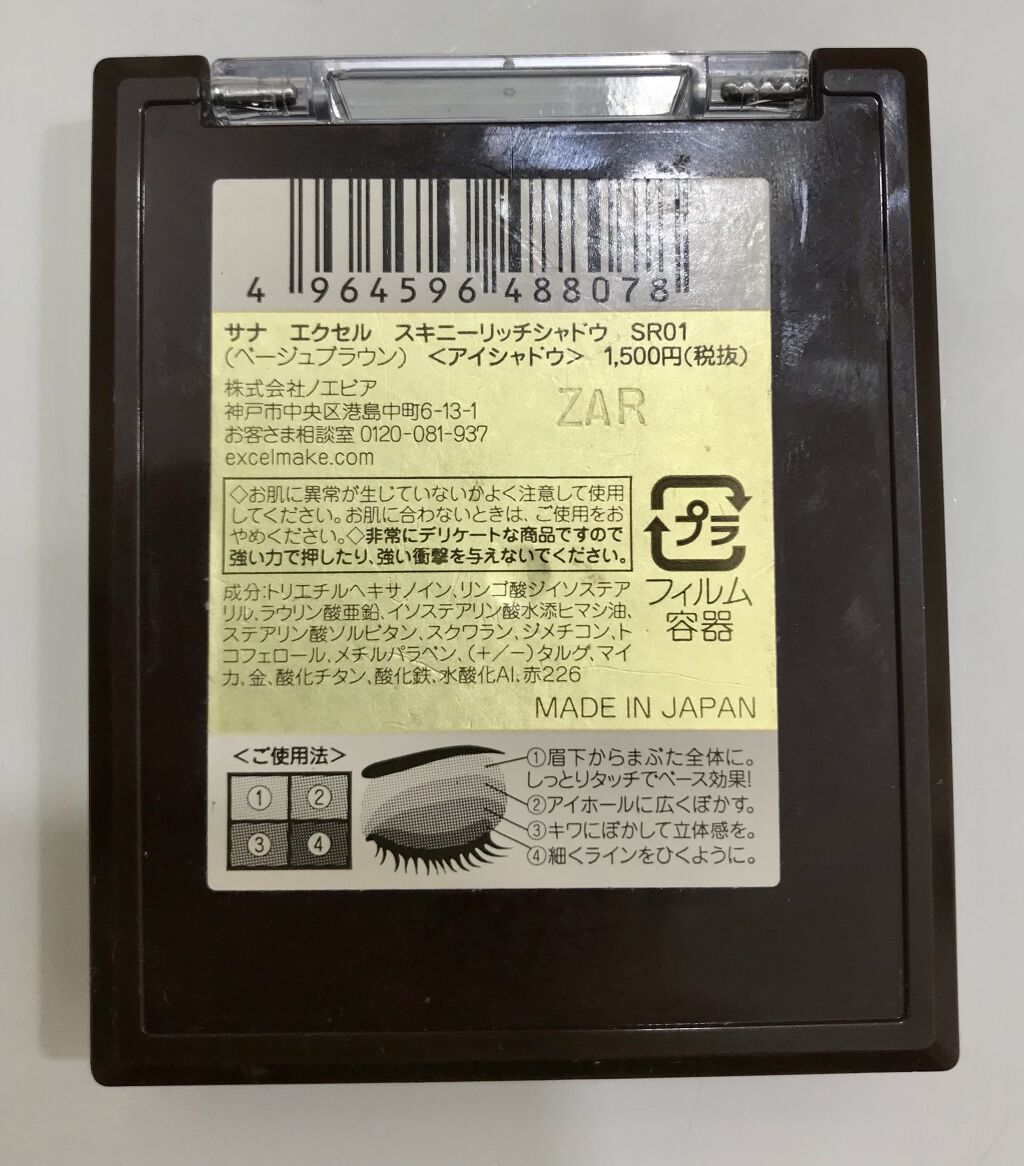 4 964596 488078
サナ エクセル スキニーリッチシャドウ SR01
(ベージュブラウン) <アイシャドウ> 1,500円(税抜)
株式会社ノエビア
神戸市中央区港島中町6-13-1
お客さま相談室 0120-081-937
excelmake.com
ZAR
◇お肌に異常が生じていないかよく注意して使用
してください。お肌に合わないときは、ご使用をお
やめください。◇非常にデリケートな商品ですので
強い力で押したり、強い衝撃を与えないでください。
プラ
フィルム
容器
成分:トリエチルヘキサノイン、リンゴ酸ジイソステア
リル、ラウリン酸亜鉛、イソステアリン酸水添ヒマシ油、
ステアリン酸ソルビタン、スクワラン、ジメチコン、ト
コフェロール、メチルパラベン、(+/−)タルク、マイ
カ、金、酸化チタン、酸化鉄、水酸化Al、赤226
MADE IN JAPAN
<ご使用法>
① ②
③ ④
①眉下からまぶた全体に。
しっとりタッチでベース効果!
②アイホールに広くぼかす。
③キワにぼかして立体感を。
④細くラインをひくように。